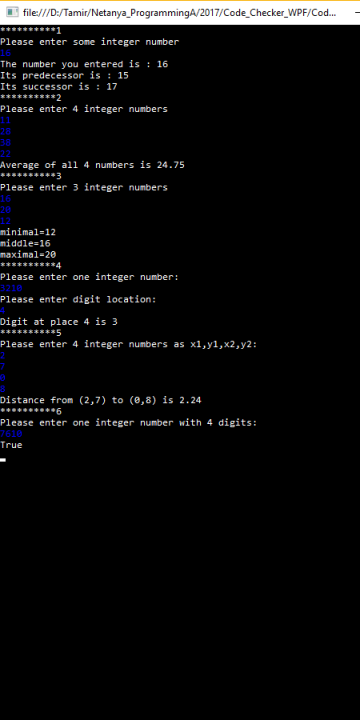 file:///D:/Tamir/Netanya_ProgrammingA/2017/Code_Checker_WPF/Cod...
**********1
Please enter some integer number
16
The number you entered is : 16
Its predecessor is : 15
Its successor is : 17
**********2
Please enter 4 integer numbers
11
28
38
22
Average of all 4 numbers is 24.75
**********3
Please enter 3 integer numbers
16
20
12
minimal=12
middle=16
maximal=20
**********4
Please enter one integer number:
3210
Please enter digit location:
4
Digit at place 4 is 3
**********5
Please enter 4 integer numbers as x1,y1,x2,y2:
2
7
0
8
Distance from (2,7) to (0,8) is 2.24
**********6
Please enter one integer number with 4 digits:
True